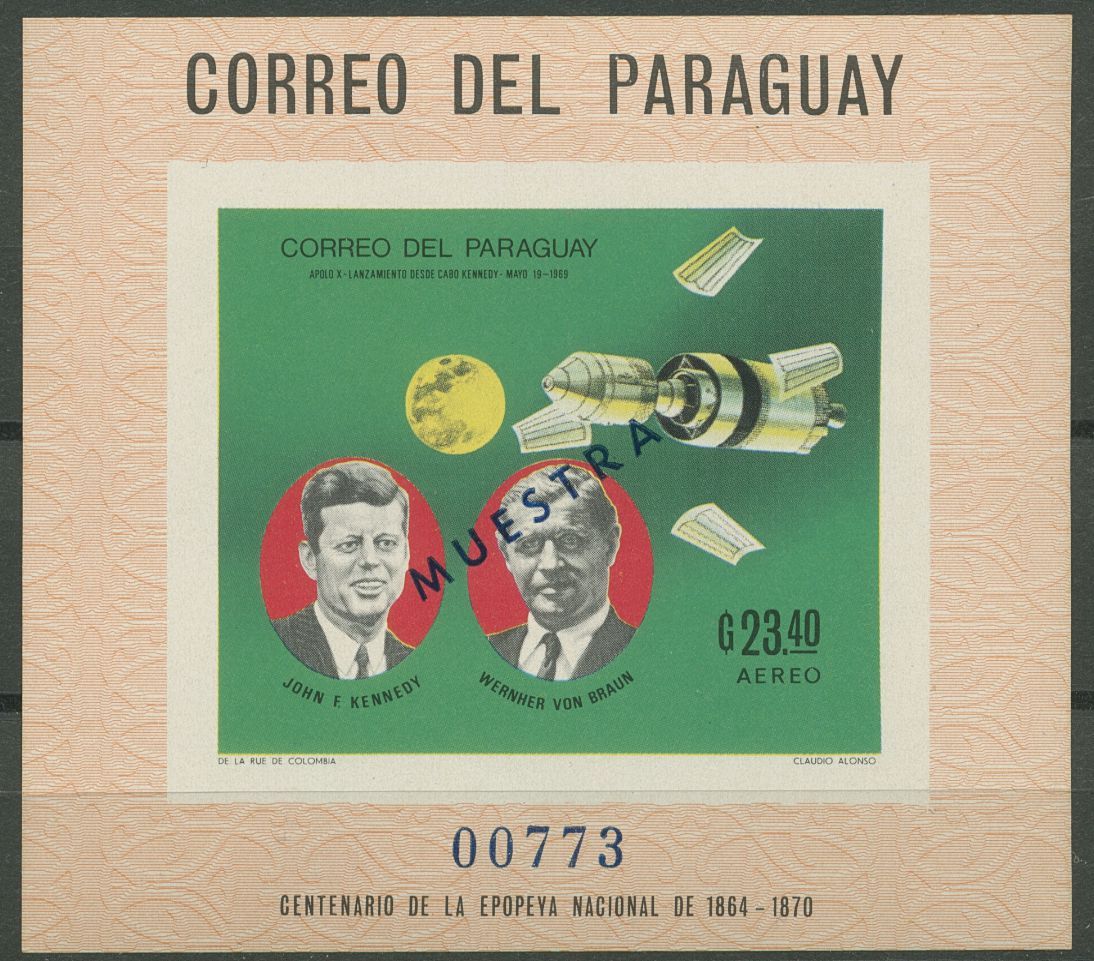 CORREO DEL PARAGUAY
CORREO DEL PARAGUAY
APOLO X-LANZAMIENTO DESDE CABO KENNEDY- MAYO 19-1969
MUESTRA
JOHN F. KENNEDY
WERNHER VON BRAUN
₲ 23.40
AEREO
DE LA RUE DE COLOMBIA
CLAUDIO ALONSO
00773
CENTENARIO DE LA EPOPEYA NACIONAL DE 1864-1870